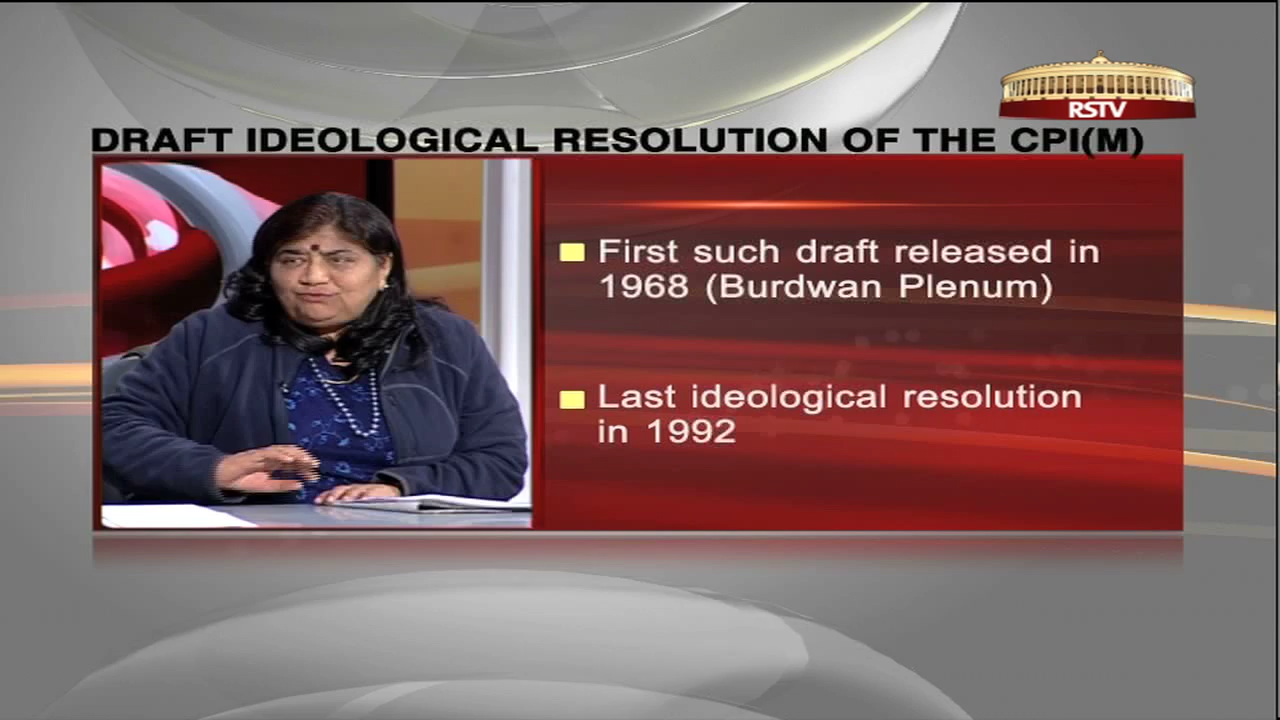 RSTV
DRAFT IDEOLOGICAL RESOLUTION OF THE CPI(M)
First such draft released in
1968 (Burdwan Plenum)
Last ideological resolution
in 1992